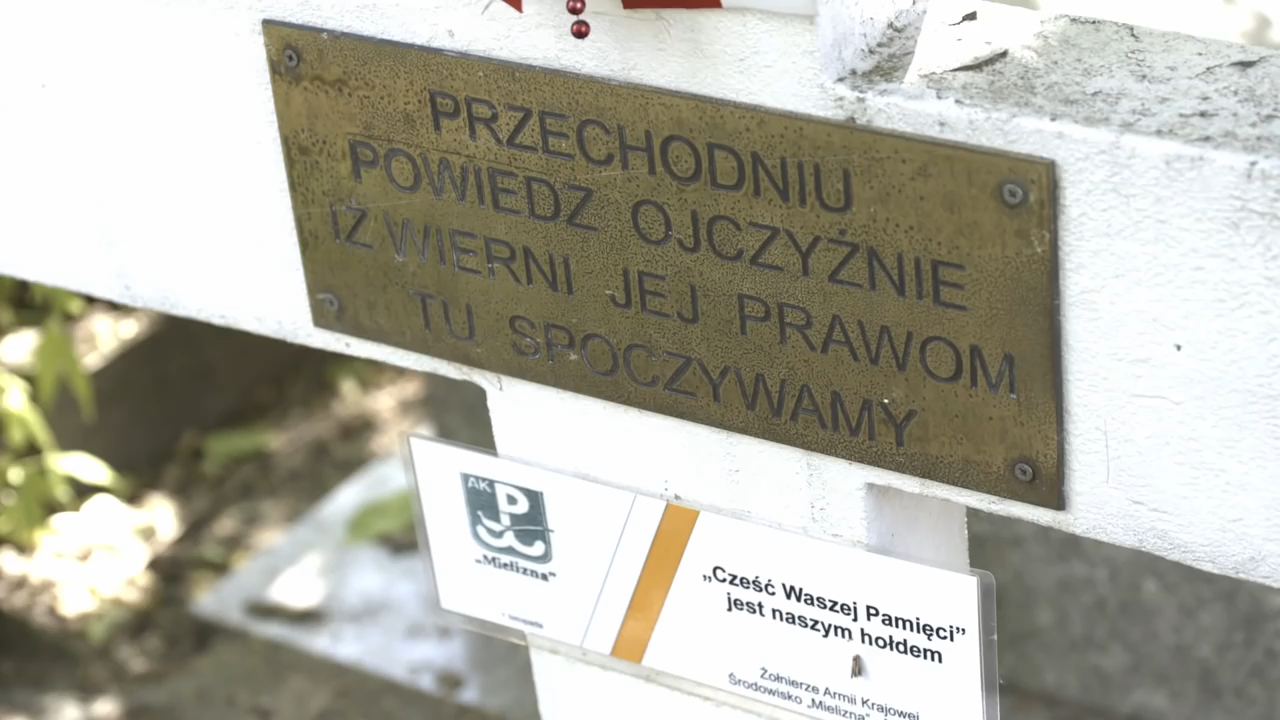 PRZECHODNIU
POWIEDZ OJCZYŹNIE
IŻ WIERNI JEJ PRAWOM
TU SPOCZYWAMY
AK
P
„Mielizna”
„Cześć Waszej Pamięci”
jest naszym hołdem
Żołnierze Armii Krajowej
Środowisko „Mielizna”